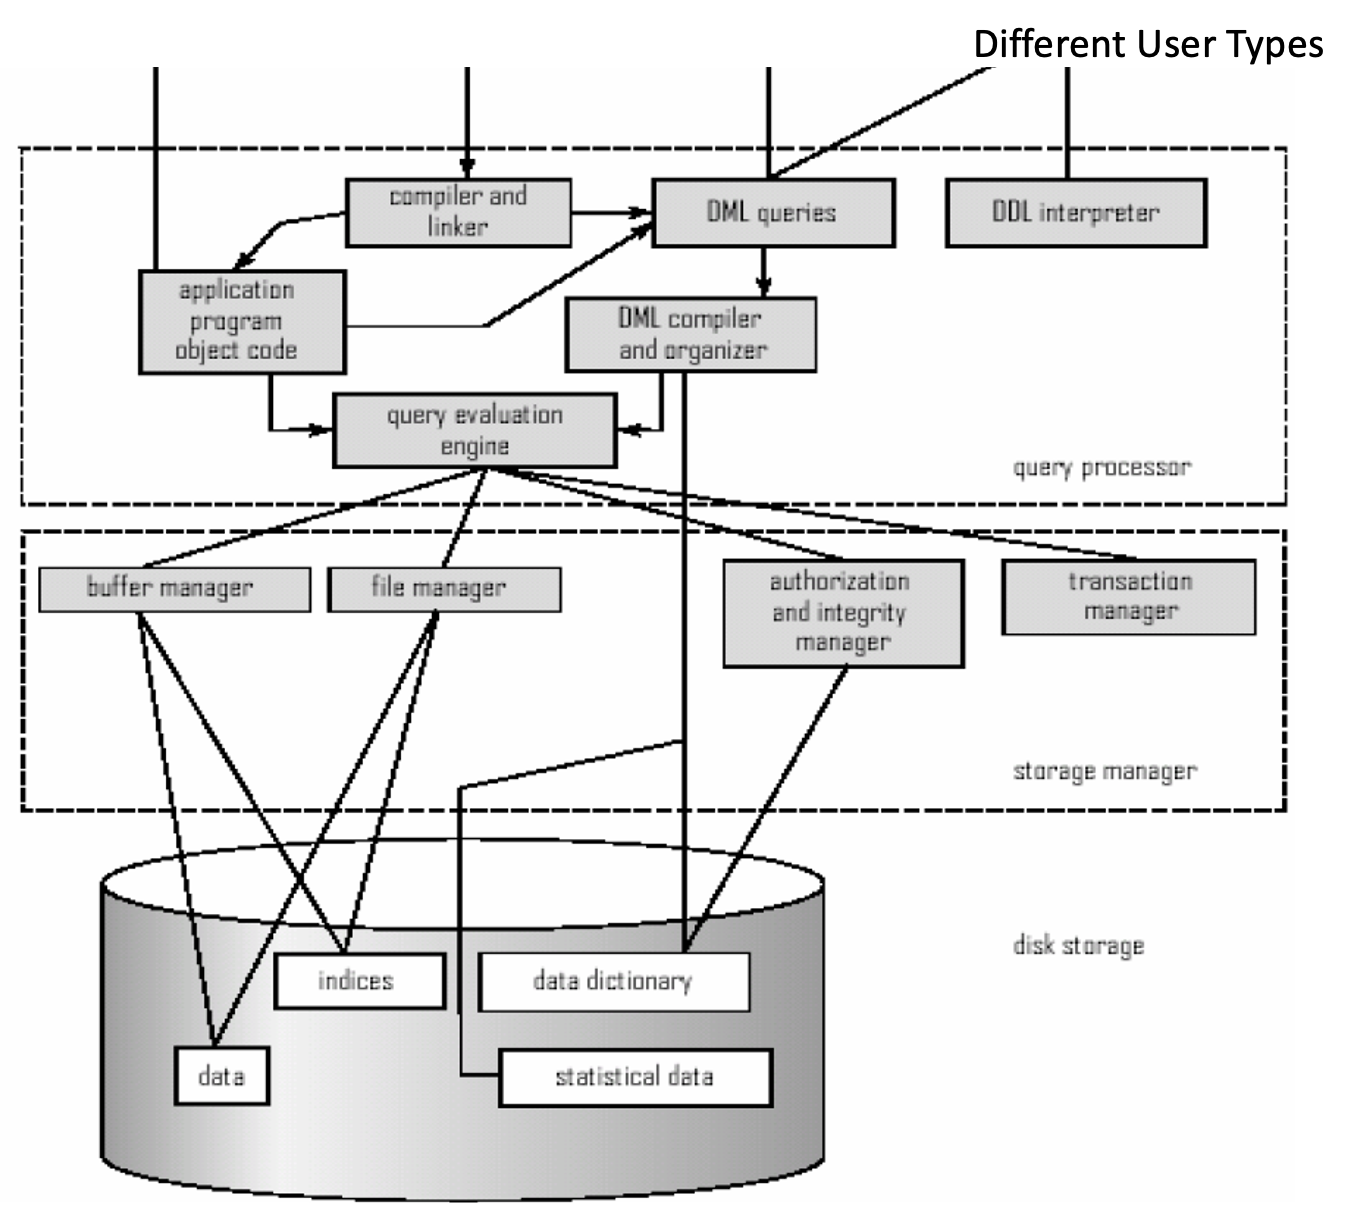 Different User Types
compiler and
linker
DML queries
DDL interpreter
application
program
object code
DML compiler
and organizer
query evaluation
engine
query processor
buffer manager
file manager
authorization
and integrity
manager
transaction
manager
storage manager
disk storage
indices
data dictionary
data
statistical data